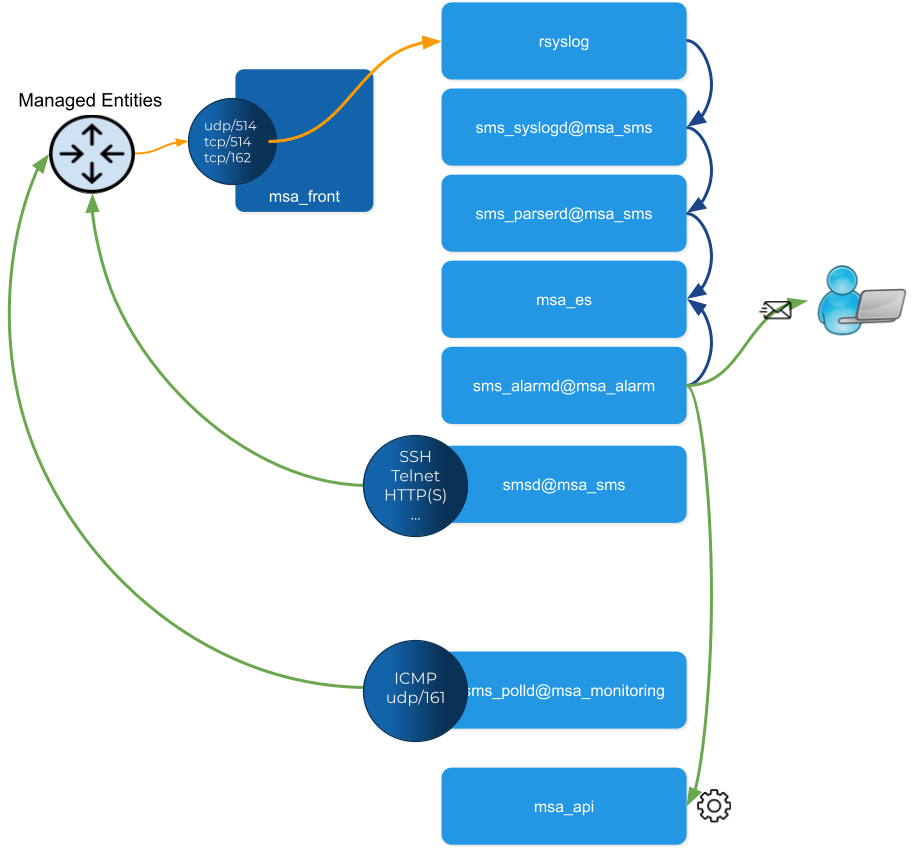 rsyslog
Managed Entities
udp/514
tcp/514
tcp/162
msa_front
sms_syslogd@msa_sms
sms_parserd@msa_sms
msa_es
sms_alarmd@msa_alarm
SSH
Telnet
HTTP(S)
...
smsd@msa_sms
ICMP
udp/161
sms_polld@msa_monitoring
msa_api